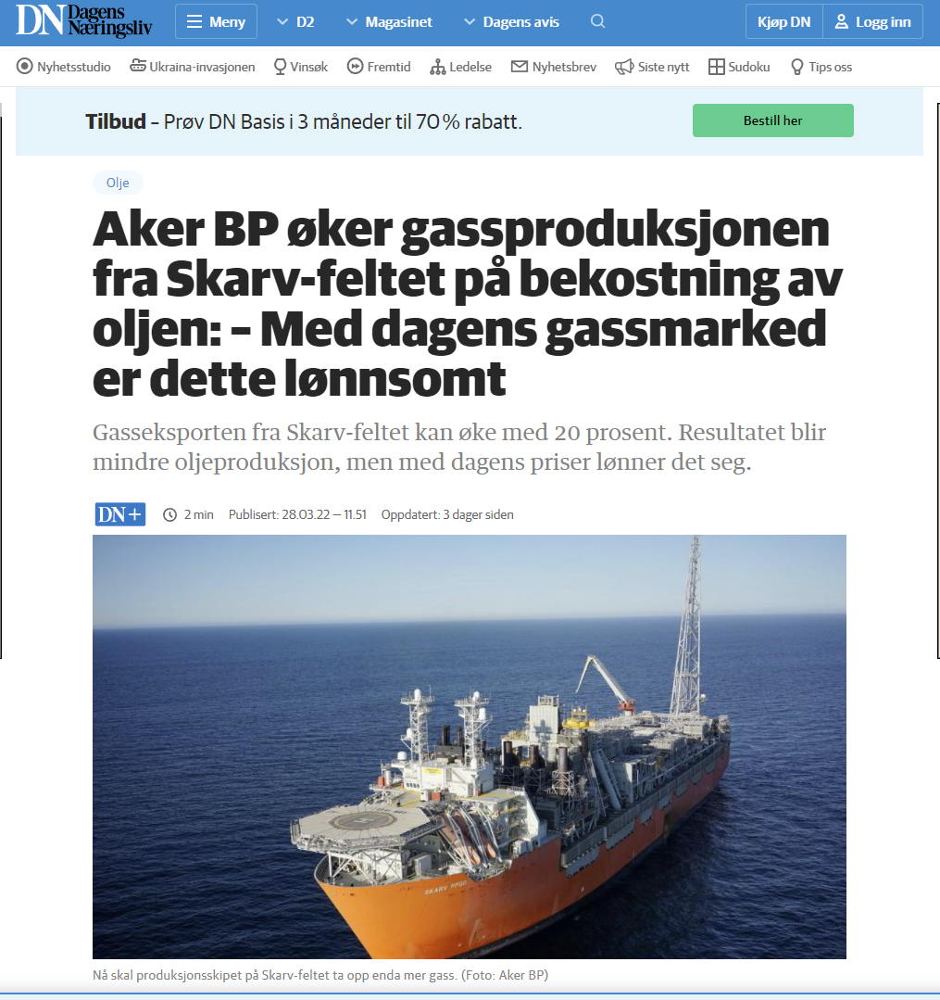 DN Dagens
Næringsliv
Meny
D2
Magasinet
Dagens avis
Kjøp DN
Logg inn
Nyhetsstudio
Ukraina-invasjonen
Vinsøk
Fremtid
Ledelse
Nyhetsbrev
Siste nytt
Sudoku
Tips oss
Tilbud – Prøv DN Basis i 3 måneder til 70 % rabatt.
Bestill her
Olje
Aker BP øker gassproduksjonen
fra Skarv-feltet på bekostning av
oljen: – Med dagens gassmarked
er dette lønnsomt
Gasseksporten fra Skarv-feltet kan øke med 20 prosent. Resultatet blir
mindre oljeproduksjon, men med dagens priser lønner det seg.
DN+
2 min
Publisert: 28.03.22 – 11.51
Oppdatert: 3 dager siden
SKARV FPSO
Nå skal produksjonsskipet på Skarv-feltet ta opp enda mer gass. (Foto: Aker BP)